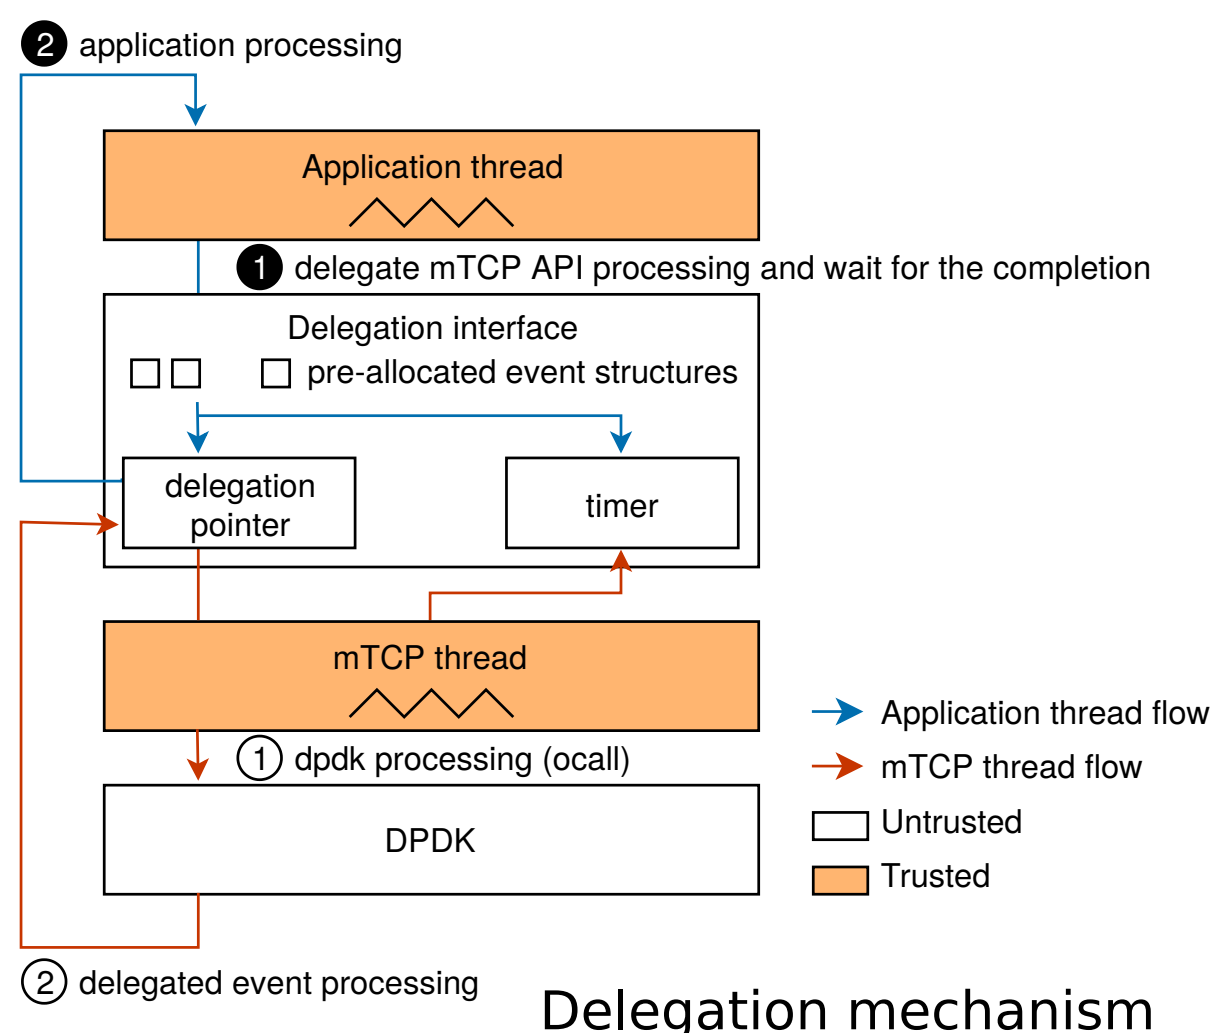 2 application processing
Application thread
1 delegate mTCP API processing and wait for the completion
Delegation interface
pre-allocated event structures
delegation
pointer
timer
mTCP thread
1 dpdk processing (ocall)
DPDK
2 delegated event processing
Application thread flow
mTCP thread flow
Untrusted
Trusted
Delegation mechanism